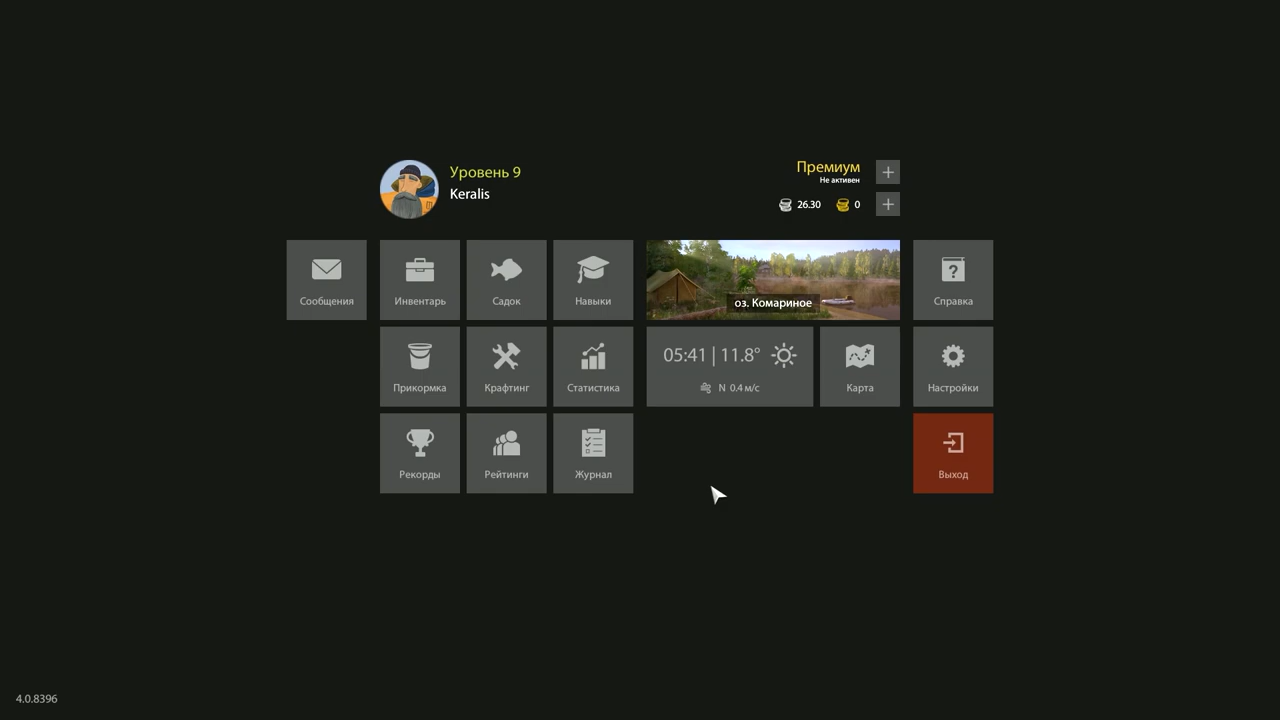 Уровень 9
Keralis
Премиум
Не активен
26.30 0
Сообщения Инвентарь Садок Навыки оз. Комариное Справка
05:41 | 11.8°
N 0.4 м/с
Прикормка Крафтинг Статистика Карта Настройки
Рекорды Рейтинги Журнал Выход
4.0.8396